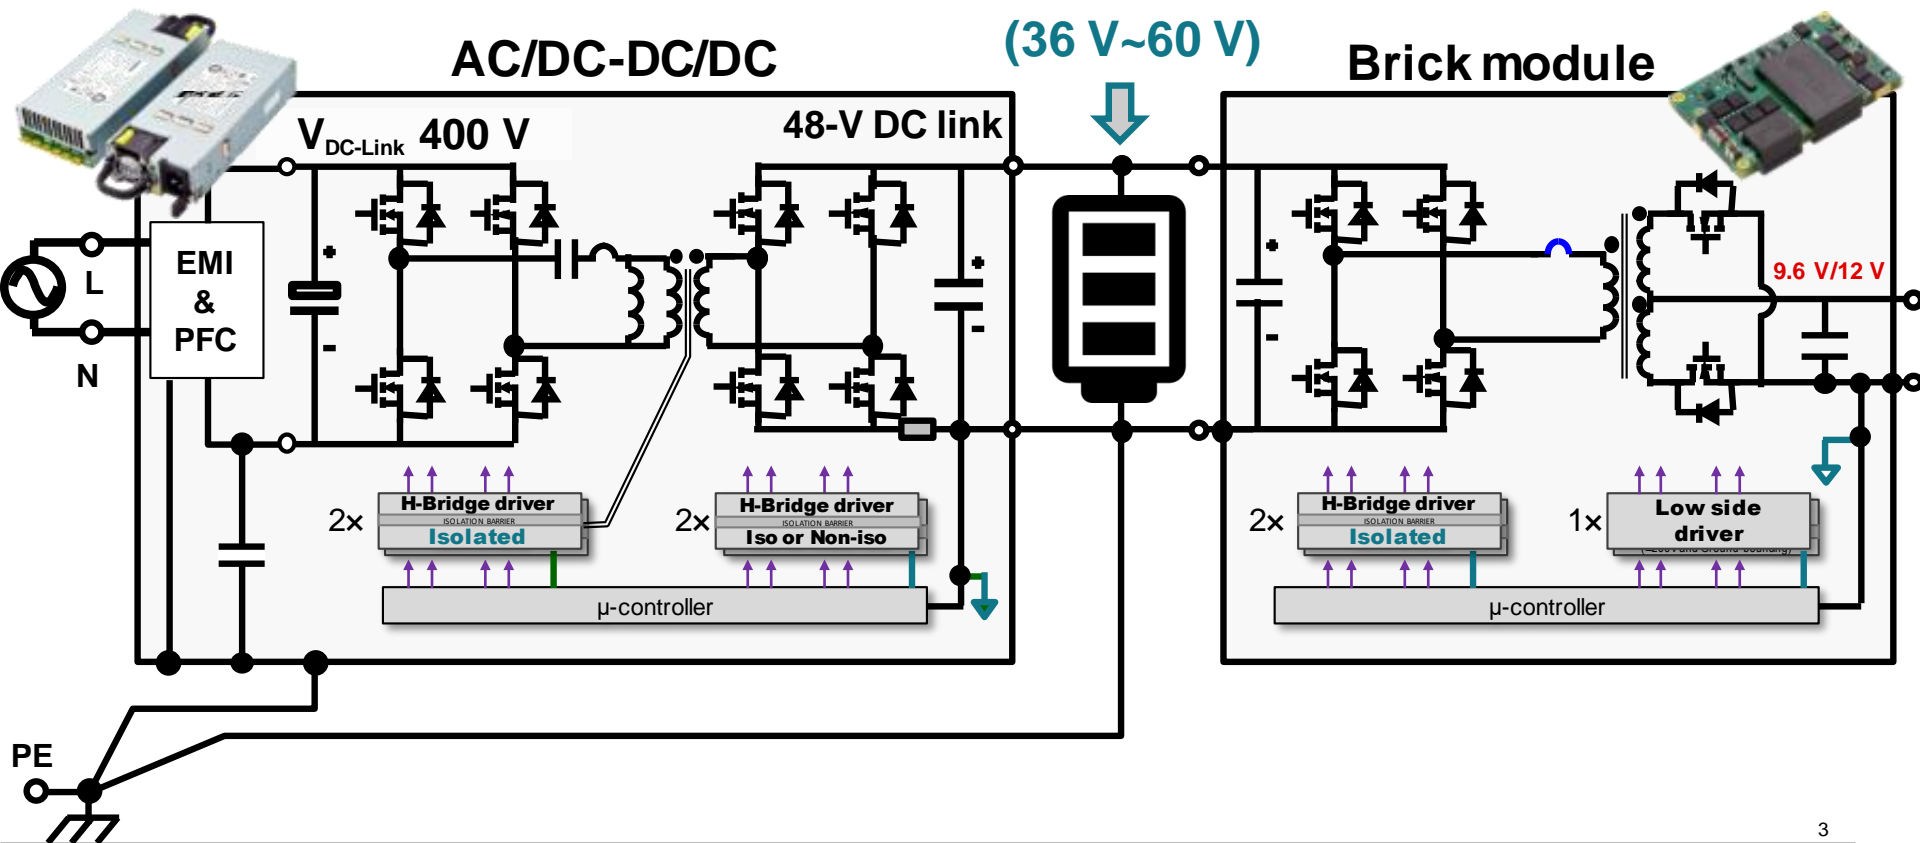 (36 V~60 V)
AC/DC-DC/DC
Brick module
V DC-Link 400 V
48-V DC link
EMI
&
PFC
L
N
+
-
+
-
+
-
9.6 V/12 V
2×
H-Bridge driver
ISOLATION BARRIER
Isolated
2×
H-Bridge driver
ISOLATION BARRIER
Iso or Non-iso
2×
H-Bridge driver
ISOLATION BARRIER
Isolated
1×
Low side
driver
µ-controller
µ-controller
PE
3